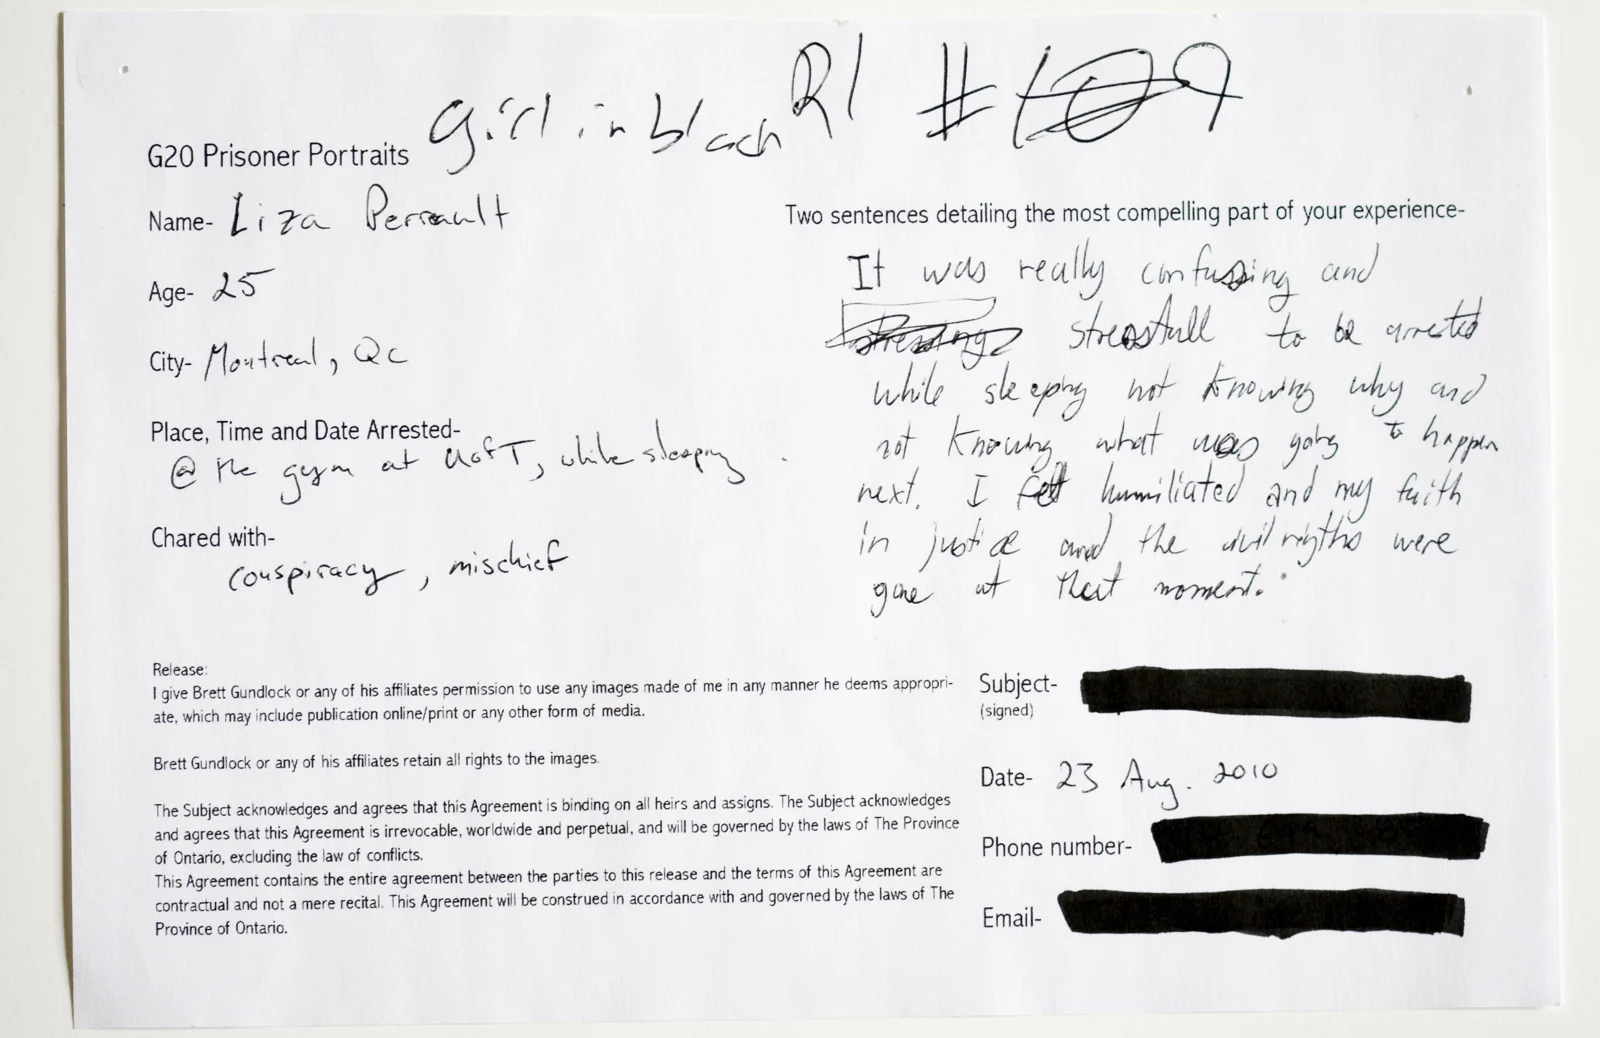 Girl in black R1 #109
G20 Prisoner Portraits
Name- Liza Perreault
Age- 25
City- Montreal, Qc
Place, Time and Date Arrested-
@ the gym at UofT, while sleeping.
Chared with-
conspiracy, mischief
Two sentences detailing the most compelling part of your experience-
It was really confusing and
stressfull to be arrested
while sleeping not knowing why and
not knowing what was going to happen
next. I felt humiliated and my faith
in justice and the civil rigths were
gone at that moment.
Release:
I give Brett Gundlock or any of his affiliates permission to use any images made of me in any manner he deems appropri-
ate, which may include publication online/print or any other form of media.
Brett Gundlock or any of his affiliates retain all rights to the images.
The Subject acknowledges and agrees that this Agreement is binding on all heirs and assigns. The Subject acknowledges
and agrees that this Agreement is irrevocable, worldwide and perpetual, and will be governed by the laws of The Province
of Ontario, excluding the law of conflicts.
This Agreement contains the entire agreement between the parties to this release and the terms of this Agreement are
contractual and not a mere recital. This Agreement will be construed in accordance with and governed by the laws of The
Province of Ontario.
Subject-
(signed)
Date- 23 Aug. 2010
Phone number-
Email-